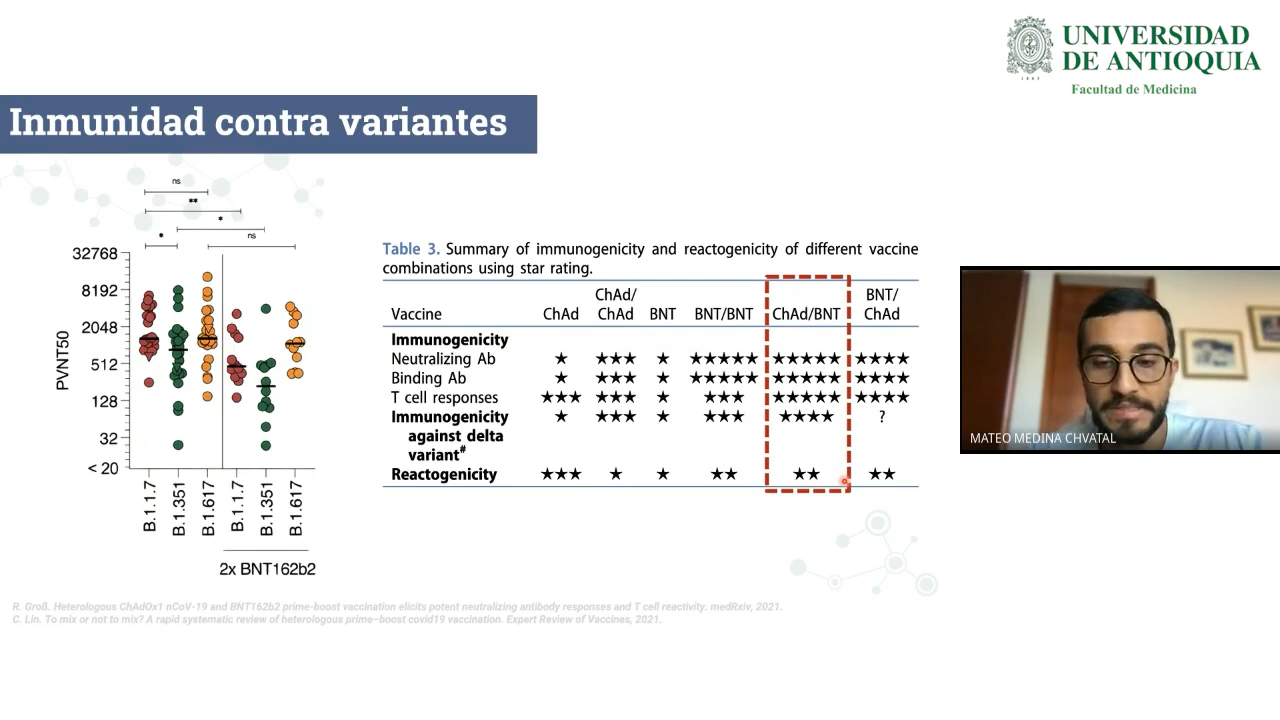 UNIVERSIDAD
DE ANTIOQUIA
1803
Facultad de Medicina
Inmunidad contra variantes
ns
**
*
ns
*
32768
8192
2048
512
128
32
< 20
PVNT50
B.1.1.7
B.1.351
B.1.617
B.1.1.7
B.1.351
B.1.617
2x BNT162b2
Table 3. Summary of immunogenicity and reactogenicity of different vaccine
combinations using star rating.
Vaccine ChAd ChAd/ChAd BNT BNT/BNT ChAd/BNT BNT/ChAd
Immunogenicity
Neutralizing Ab ★ ★★★ ★ ★★★★★ ★★★★★ ★★★★
Binding Ab ★ ★★★ ★ ★★★★★ ★★★★★ ★★★★
T cell responses ★★★ ★★★ ★ ★★★ ★★★★★ ★★★★
Immunogenicity ★ ★★★ ★ ★★★ ★★★★ ?
against delta
variant#
Reactogenicity ★★★ ★ ★ ★★ ★★ ★★
MATEO MEDINA CHVATAL
R. Groß. Heterologous ChAdOx1 nCoV-19 and BNT162b2 prime-boost vaccination elicits potent neutralizing antibody responses and T cell reactivity. medRxiv, 2021.
C. Lin. To mix or not to mix? A rapid systematic review of heterologous prime–boost covid19 vaccination. Expert Review of Vaccines, 2021.